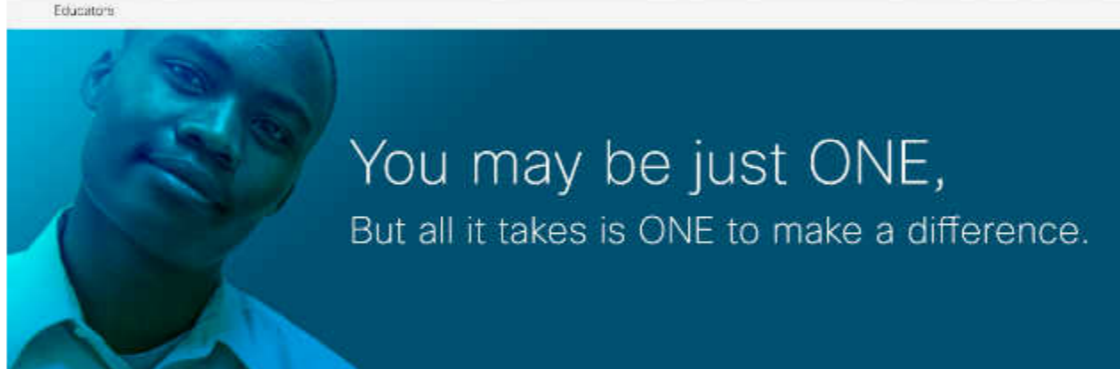 Educators
You may be just ONE,
But all it takes is ONE to make a difference.